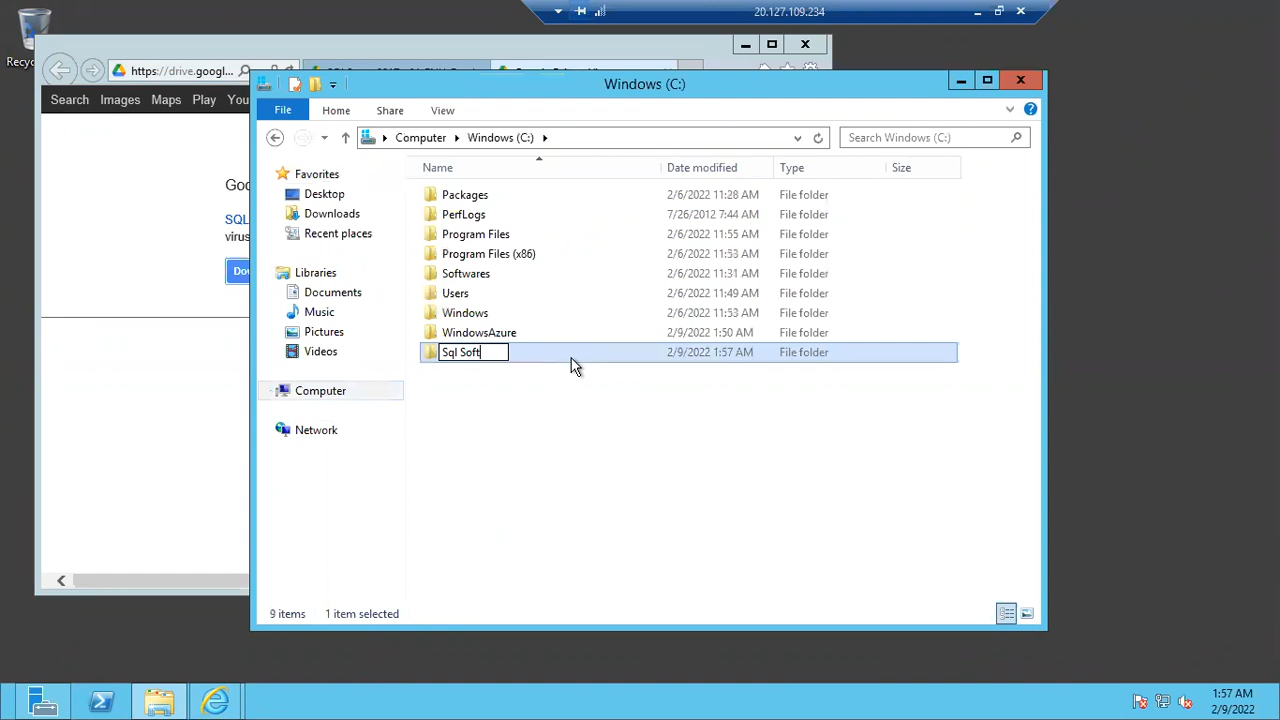 20.127.109.234
Recyc
https://drive.googl...
Search Images Maps Play You
Goo
SQL
virus
Dow
Windows (C:)
File Home Share View
Computer Windows (C:)
Search Windows (C:)
Name Date modified Type Size
Favorites
Desktop
Downloads
Recent places
Libraries
Documents
Music
Pictures
Videos
Computer
Network
Packages 2/6/2022 11:28 AM File folder
PerfLogs 7/26/2012 7:44 AM File folder
Program Files 2/6/2022 11:55 AM File folder
Program Files (x86) 2/6/2022 11:53 AM File folder
Softwares 2/6/2022 11:31 AM File folder
Users 2/6/2022 11:49 AM File folder
Windows 2/6/2022 11:53 AM File folder
WindowsAzure 2/9/2022 1:50 AM File folder
Sql Soft 2/9/2022 1:57 AM File folder
9 items 1 item selected
1:57 AM
2/9/2022